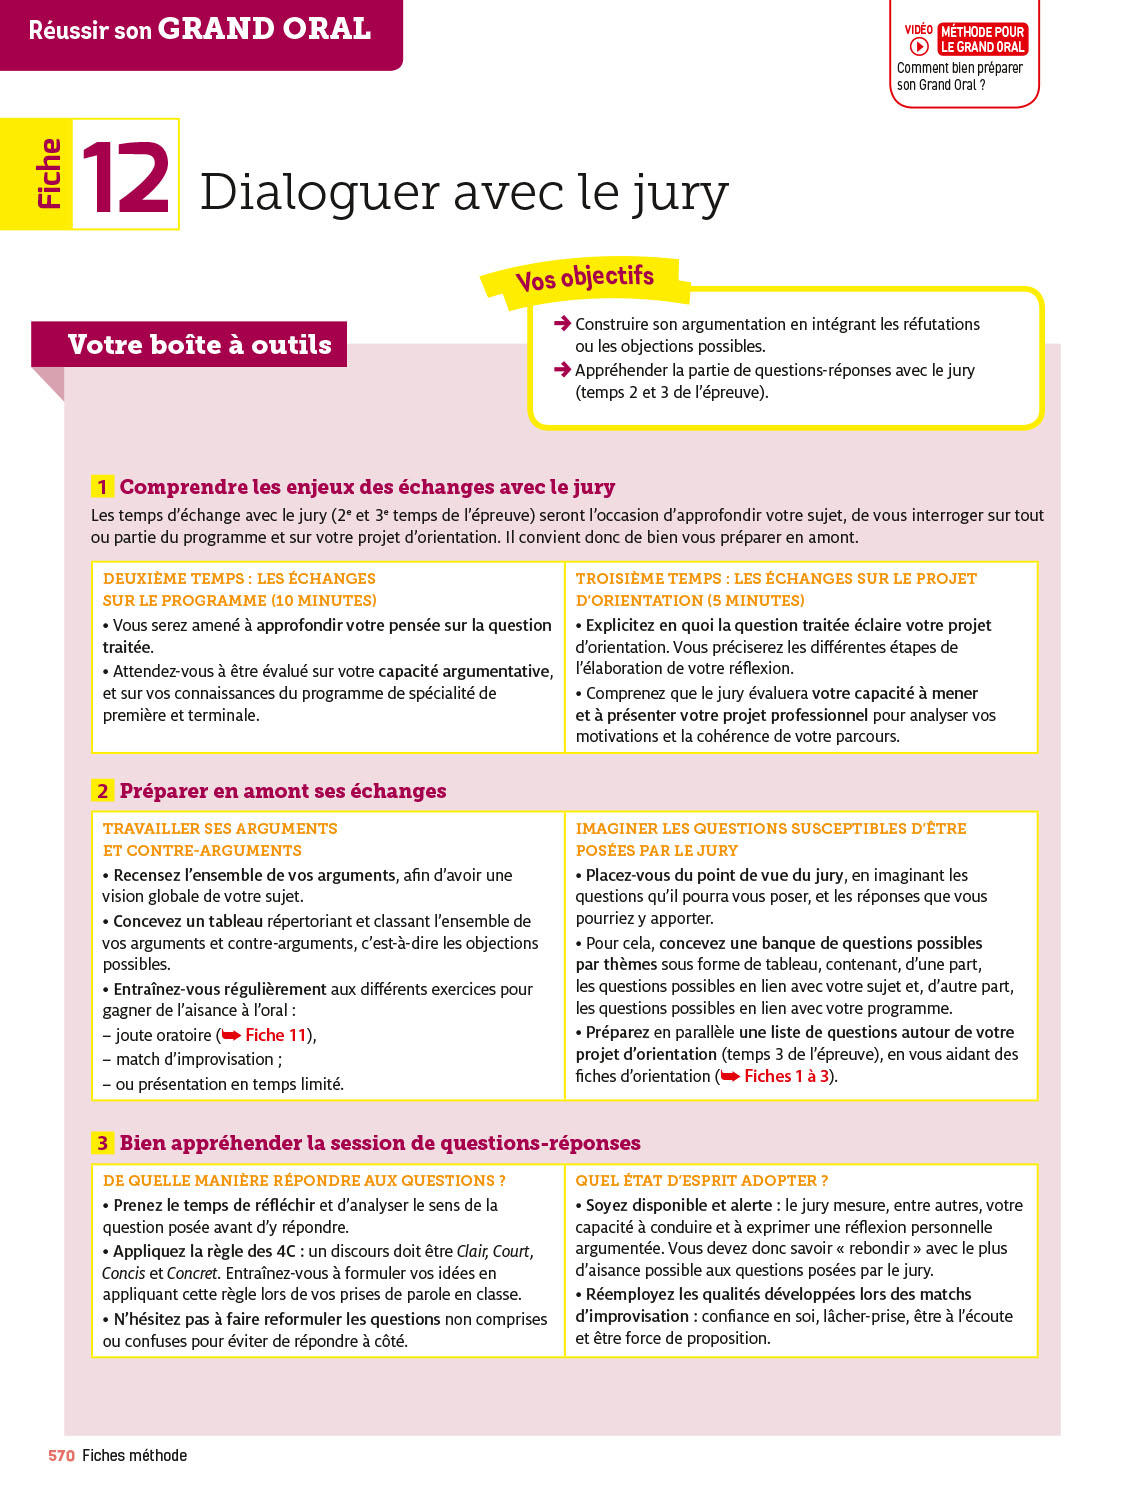 Réussir son GRAND ORAL
VIDÉO
MÉTHODE POUR
LE GRAND ORAL
Comment bien préparer
son Grand Oral ?
Fiche
12
Dialoguer avec le jury
Vos objectifs
➜ Construire son argumentation en intégrant les réfutations
ou les objections possibles.
➜ Appréhender la partie de questions-réponses avec le jury
(temps 2 et 3 de l'épreuve).
Votre boîte à outils
1 Comprendre les enjeux des échanges avec le jury
Les temps d'échange avec le jury (2e et 3e temps de l'épreuve) seront l'occasion d'approfondir votre sujet, de vous interroger sur tout
ou partie du programme et sur votre projet d'orientation. Il convient donc de bien vous préparer en amont.
DEUXIÈME TEMPS : LES ÉCHANGES
SUR LE PROGRAMME (10 MINUTES)
• Vous serez amené à approfondir votre pensée sur la question
traitée.
• Attendez-vous à être évalué sur votre capacité argumentative,
et sur vos connaissances du programme de spécialité de
première et terminale.
TROISIÈME TEMPS : LES ÉCHANGES SUR LE PROJET
D'ORIENTATION (5 MINUTES)
• Explicitez en quoi la question traitée éclaire votre projet
d'orientation. Vous préciserez les différentes étapes de
l'élaboration de votre réflexion.
• Comprenez que le jury évaluera votre capacité à mener
et à présenter votre projet professionnel pour analyser vos
motivations et la cohérence de votre parcours.
2 Préparer en amont ses échanges
TRAVAILLER SES ARGUMENTS
ET CONTRE-ARGUMENTS
• Recensez l'ensemble de vos arguments, afin d'avoir une
vision globale de votre sujet.
• Concevez un tableau répertoriant et classant l'ensemble de
vos arguments et contre-arguments, c'est-à-dire les objections
possibles.
• Entraînez-vous régulièrement aux différents exercices pour
gagner de l'aisance à l'oral :
– joute oratoire (➥ Fiche 11),
– match d'improvisation ;
– ou présentation en temps limité.
IMAGINER LES QUESTIONS SUSCEPTIBLES D'ÊTRE
POSÉES PAR LE JURY
• Placez-vous du point de vue du jury, en imaginant les
questions qu'il pourra vous poser, et les réponses que vous
pourriez y apporter.
• Pour cela, concevez une banque de questions possibles
par thèmes sous forme de tableau, contenant, d'une part,
les questions possibles en lien avec votre sujet et, d'autre part,
les questions possibles en lien avec votre programme.
• Préparez en parallèle une liste de questions autour de votre
projet d'orientation (temps 3 de l'épreuve), en vous aidant des
fiches d'orientation (➥ Fiches 1 à 3).
3 Bien appréhender la session de questions-réponses
DE QUELLE MANIÈRE RÉPONDRE AUX QUESTIONS ?
• Prenez le temps de réfléchir et d'analyser le sens de la
question posée avant d'y répondre.
• Appliquez la règle des 4C : un discours doit être Clair, Court,
Concis et Concret. Entraînez-vous à formuler vos idées en
appliquant cette règle lors de vos prises de parole en classe.
• N'hésitez pas à faire reformuler les questions non comprises
ou confuses pour éviter de répondre à côté.
QUEL ÉTAT D'ESPRIT ADOPTER ?
• Soyez disponible et alerte : le jury mesure, entre autres, votre
capacité à conduire et à exprimer une réflexion personnelle
argumentée. Vous devez donc savoir « rebondir » avec le plus
d'aisance possible aux questions posées par le jury.
• Réemployez les qualités développées lors des matchs
d'improvisation : confiance en soi, lâcher-prise, être à l'écoute
et être force de proposition.
570 Fiches méthode